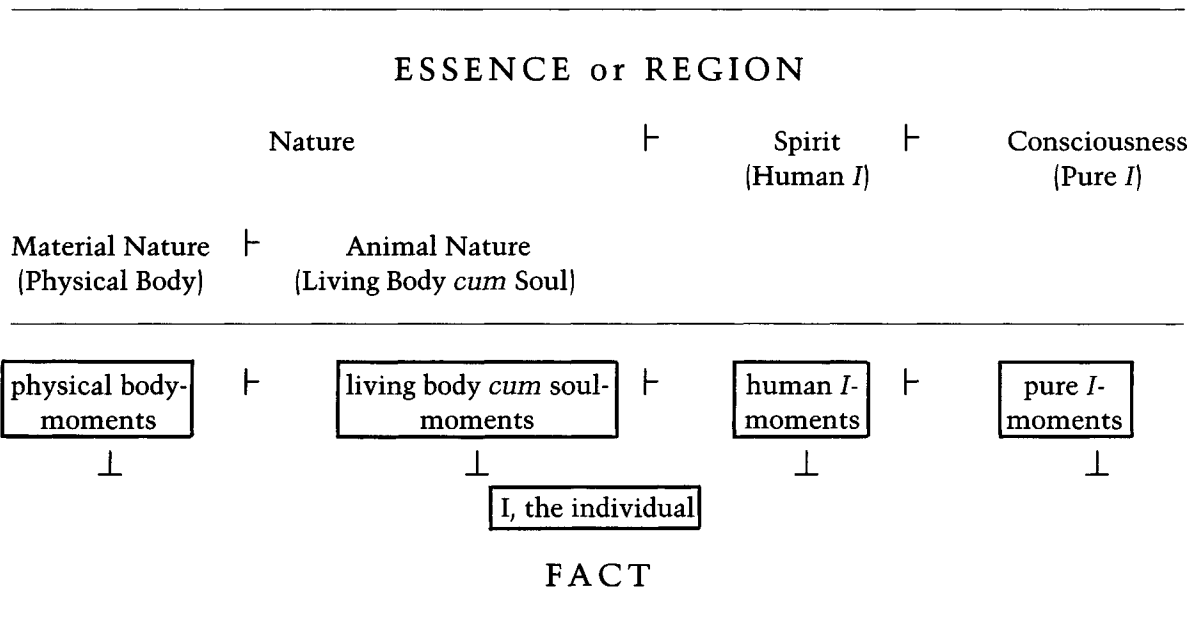 ESSENCE or REGION
Nature ⊢ Spirit ⊢ Consciousness
(Human I) (Pure I)
Material Nature ⊢ Animal Nature
(Physical Body) (Living Body cum Soul)
physical body- ⊢ living body cum soul- ⊢ human I- ⊢ pure I-
moments moments moments moments
⊥ ⊥ ⊥ ⊥
I, the individual
FACT